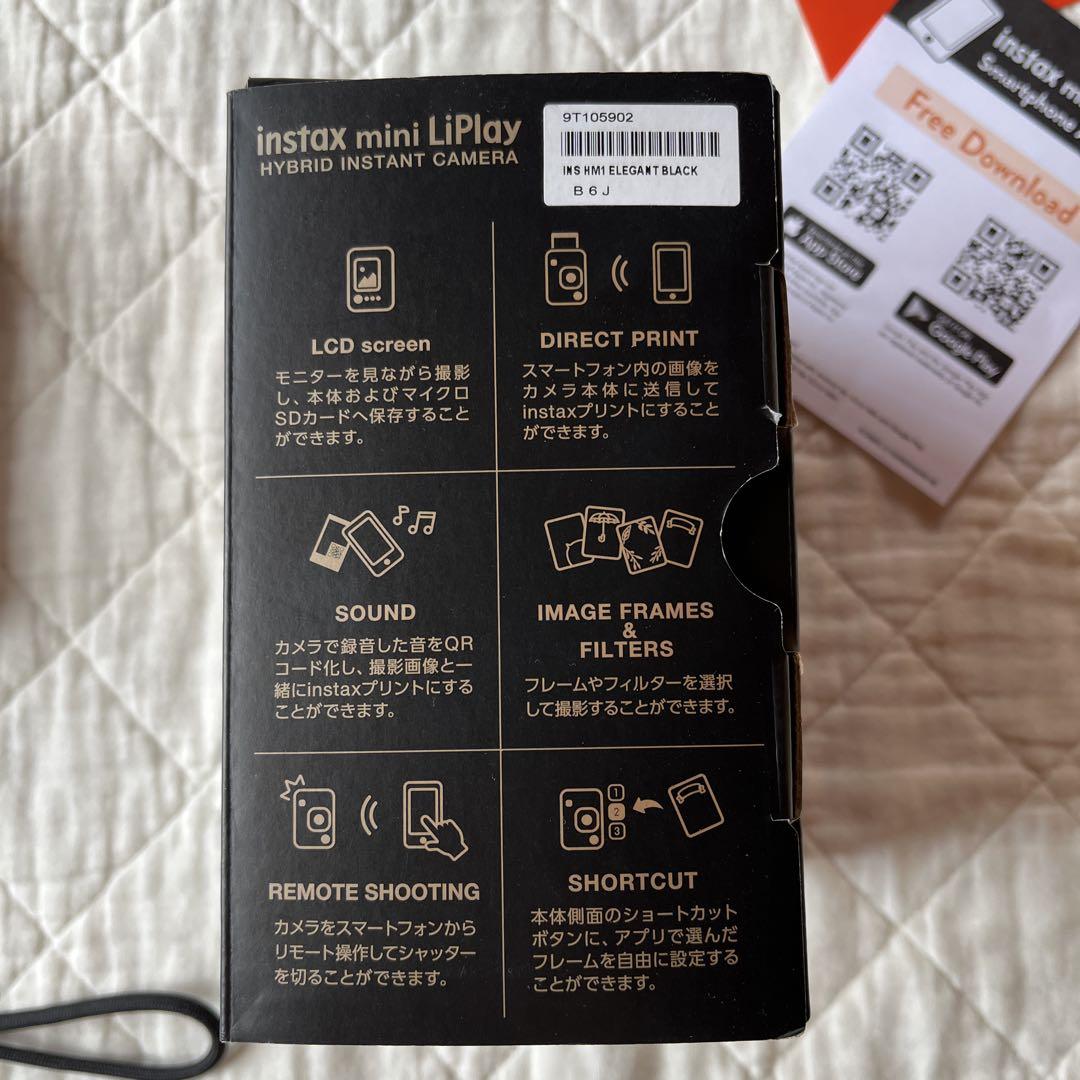 instax mini LiPlay
HYBRID INSTANT CAMERA
9T105902
INS HM1 ELEGANT BLACK
B6J
LCD screen
モニターを見ながら撮影
し、本体およびマイクロ
SDカードへ保存すること
ができます。
DIRECT PRINT
スマートフォン内の画像を
カメラ本体に送信して
instaxプリントにすること
ができます。
SOUND
カメラで録音した音をQR
コード化し、撮影画像と一
緒にinstaxプリントにする
ことができます。
IMAGE FRAMES
&
FILTERS
フレームやフィルターを選択
して撮影することができます。
REMOTE SHOOTING
カメラをスマートフォンから
リモート操作してシャッター
を切ることができます。
1
2
3
SHORTCUT
本体側面のショートカット
ボタンに、アプリで選んだ
フレームを自由に設定する
ことができます。
instax
Smartphone
Free Download
App Store
Google Play